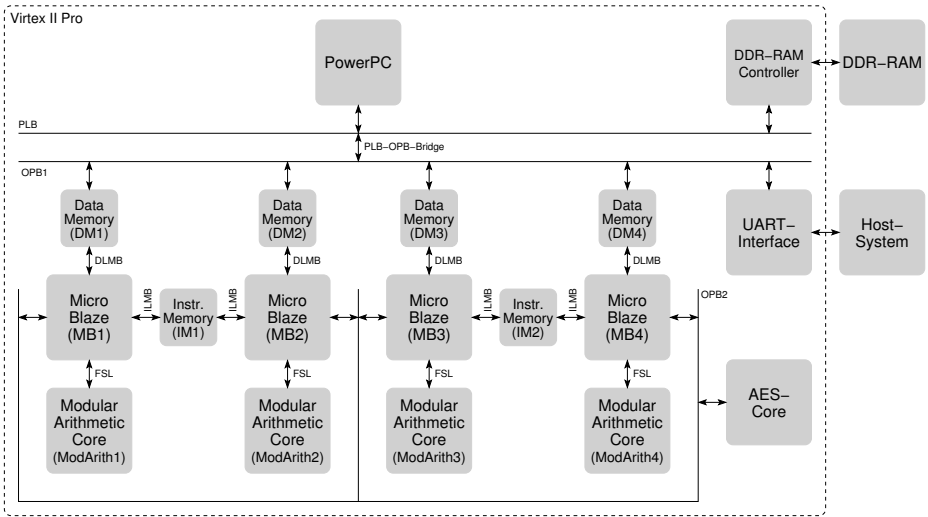 Virtex II Pro
PowerPC
DDR−RAM
Controller
DDR−RAM
PLB
PLB−OPB−Bridge
OPB1
Data
Memory
(DM1)
Data
Memory
(DM2)
Data
Memory
(DM3)
Data
Memory
(DM4)
UART−
Interface
Host−
System
DLMB
DLMB
DLMB
DLMB
Micro
Blaze
(MB1)
ILMB
Instr.
Memory
(IM1)
ILMB
Micro
Blaze
(MB2)
Micro
Blaze
(MB3)
ILMB
Instr.
Memory
(IM2)
ILMB
Micro
Blaze
(MB4)
OPB2
FSL
FSL
FSL
FSL
Modular
Arithmetic
Core
(ModArith1)
Modular
Arithmetic
Core
(ModArith2)
Modular
Arithmetic
Core
(ModArith3)
Modular
Arithmetic
Core
(ModArith4)
AES−
Core